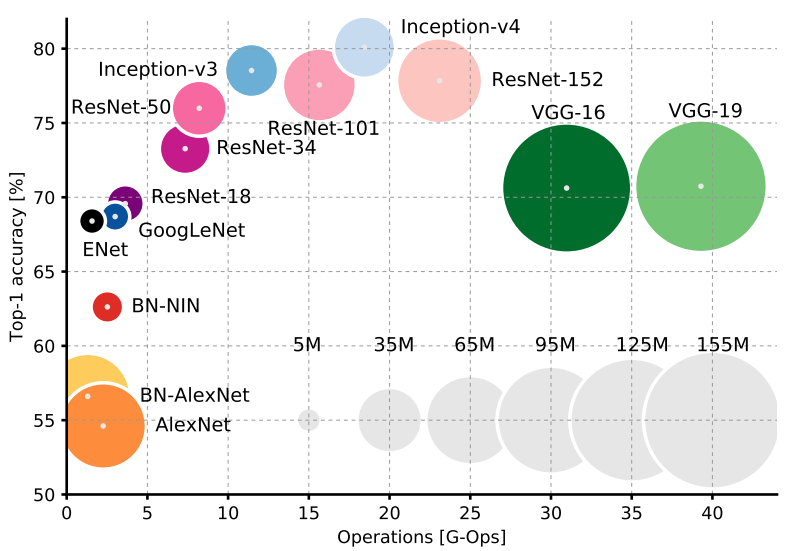 Inception-v4
80
Inception-v3
ResNet-152
ResNet-50
VGG-16
VGG-19
75
ResNet-101
ResNet-34
70
ResNet-18
GoogLeNet
ENet
Top-1 accuracy [%]
65
BN-NIN
60
5M
35M
65M
95M
125M
155M
BN-AlexNet
55
AlexNet
50
0
5
10
15
20
25
30
35
40
Operations [G-Ops]